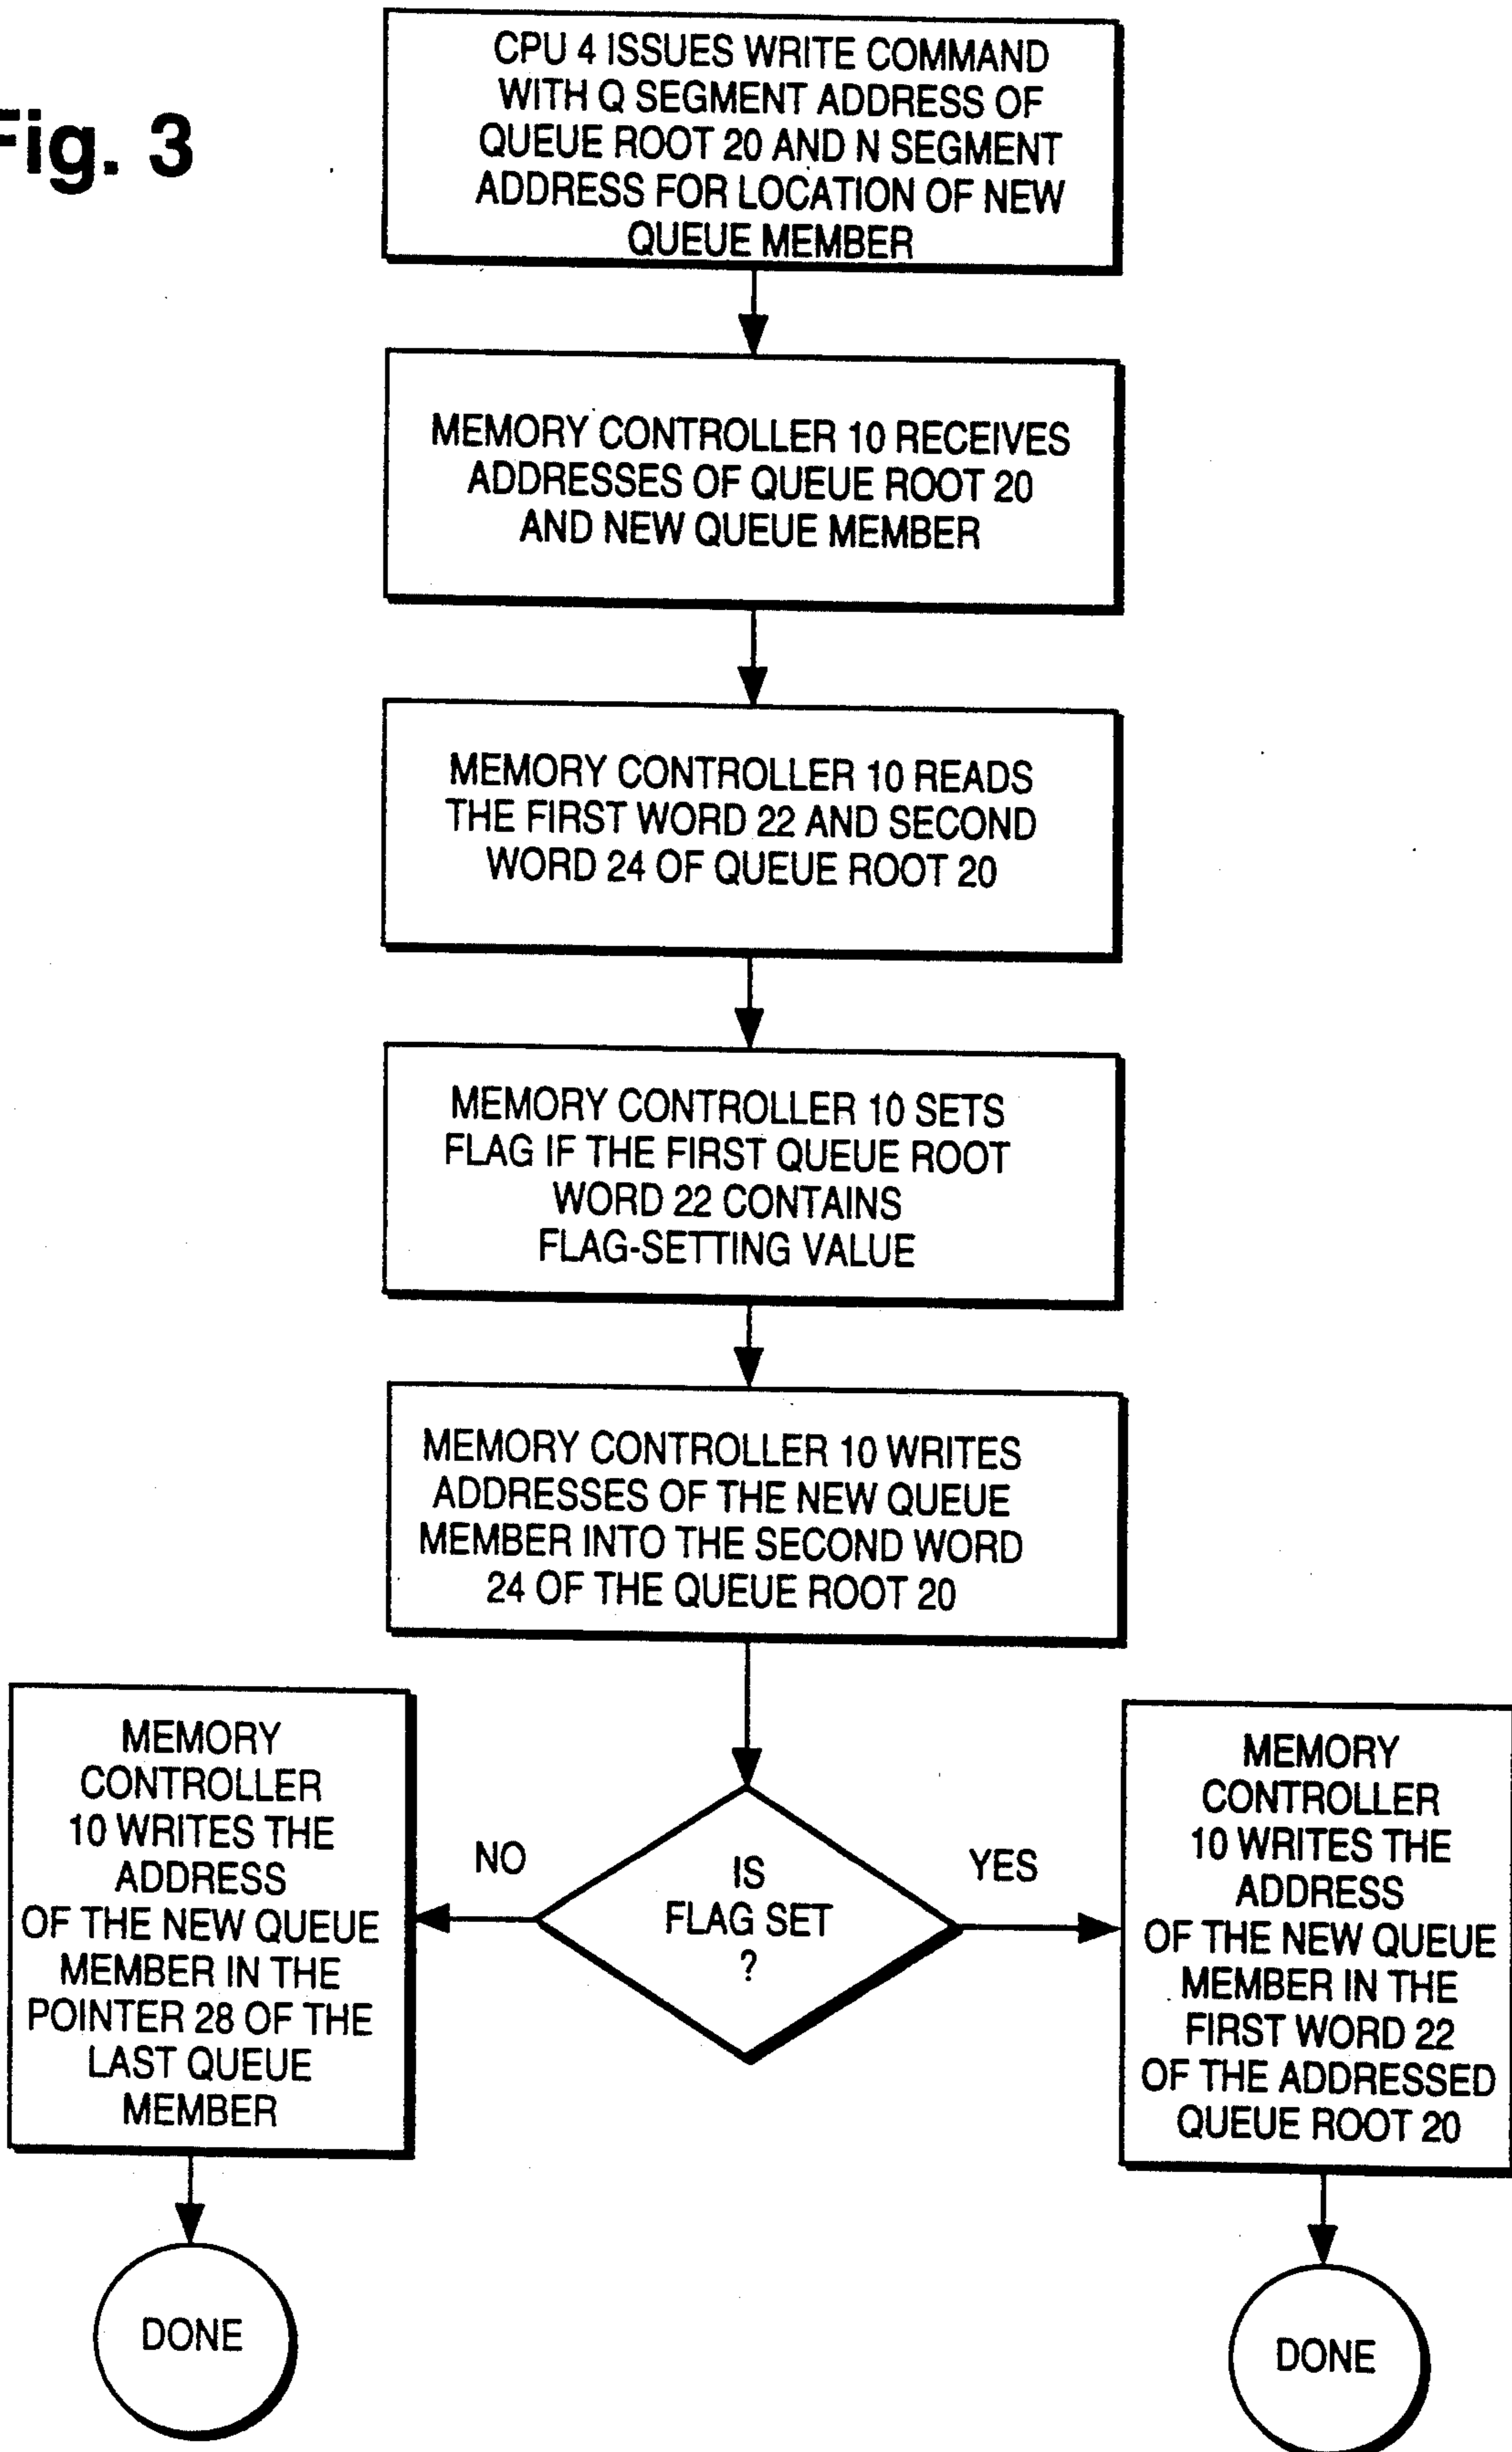 Fig. 3
CPU 4 ISSUES WRITE COMMAND
WITH Q SEGMENT ADDRESS OF
QUEUE ROOT 20 AND N SEGMENT
ADDRESS FOR LOCATION OF NEW
QUEUE MEMBER
MEMORY CONTROLLER 10 RECEIVES
ADDRESSES OF QUEUE ROOT 20
AND NEW QUEUE MEMBER
MEMORY CONTROLLER 10 READS
THE FIRST WORD 22 AND SECOND
WORD 24 OF QUEUE ROOT 20
MEMORY CONTROLLER 10 SETS
FLAG IF THE FIRST QUEUE ROOT
WORD 22 CONTAINS
FLAG-SETTING VALUE
MEMORY CONTROLLER 10 WRITES
ADDRESSES OF THE NEW QUEUE
MEMBER INTO THE SECOND WORD
24 OF THE QUEUE ROOT 20
IS
FLAG SET
?
NO
MEMORY
CONTROLLER
10 WRITES THE
ADDRESS
OF THE NEW QUEUE
MEMBER IN THE
POINTER 28 OF THE
LAST QUEUE
MEMBER
DONE
YES
MEMORY
CONTROLLER
10 WRITES THE
ADDRESS
OF THE NEW QUEUE
MEMBER IN THE
FIRST WORD 22
OF THE ADDRESSED
QUEUE ROOT 20
DONE